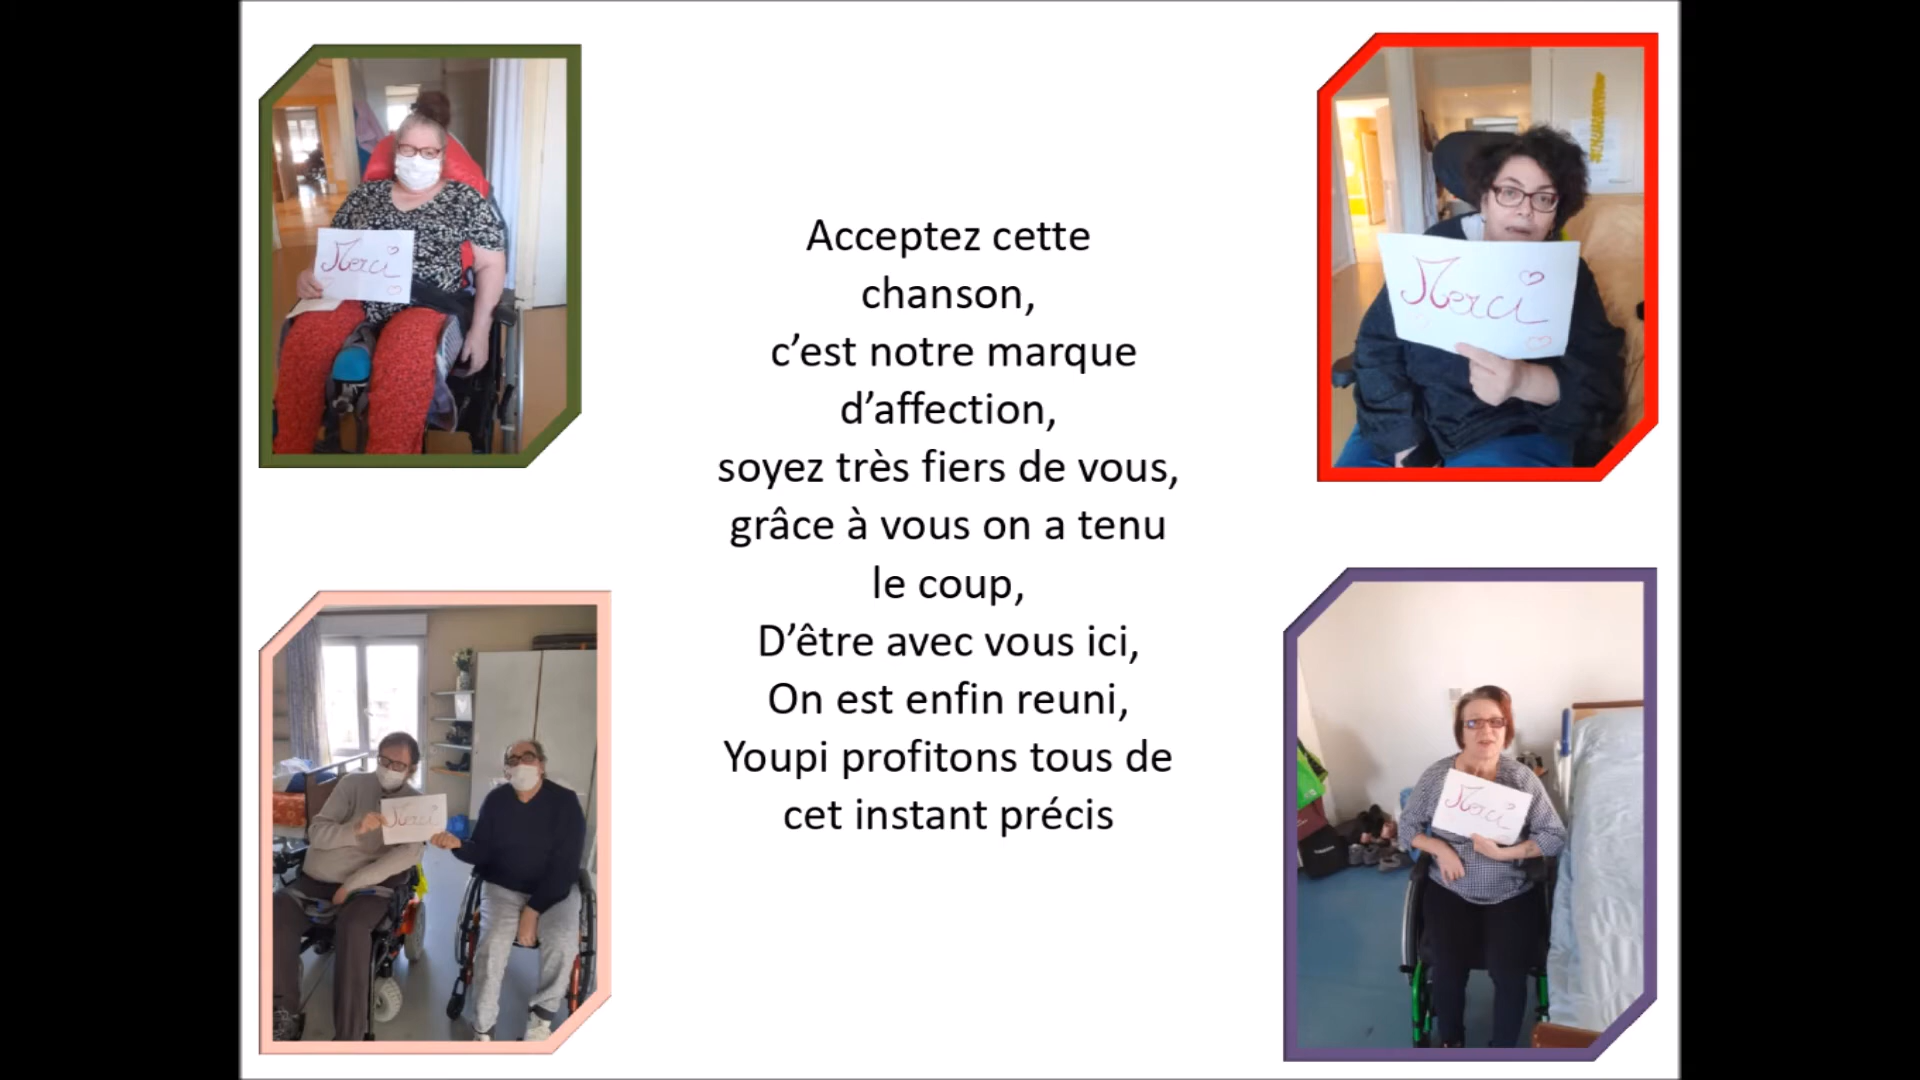 Acceptez cette
chanson,
c’est notre marque
d’affection,
soyez très fiers de vous,
grâce à vous on a tenu
le coup,
D’être avec vous ici,
On est enfin reuni,
Youpi profitons tous de
cet instant précis
Merci
Merci
Merci
Merci